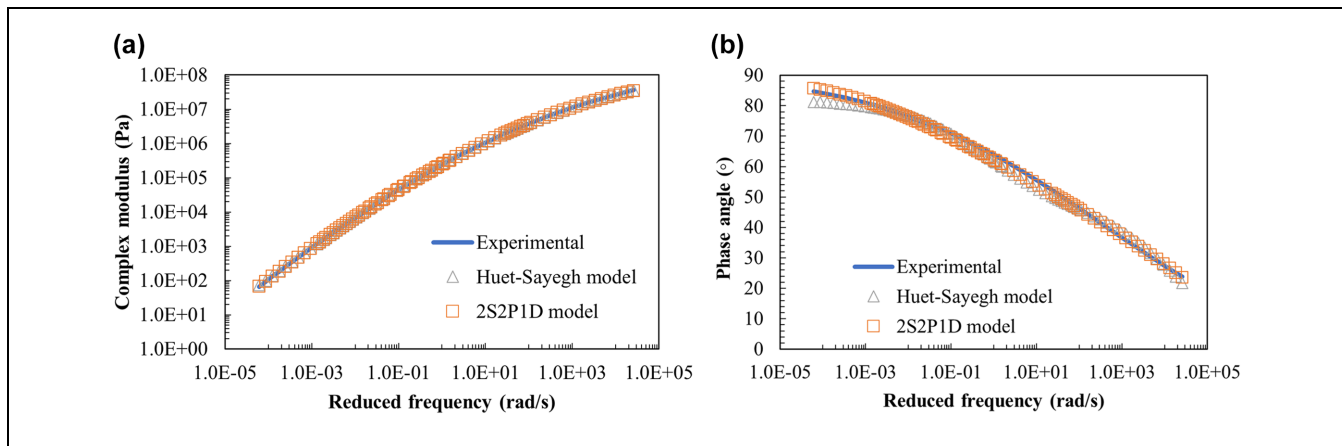 (a)
Complex modulus (Pa)
1.0E+08
1.0E+07
1.0E+06
1.0E+05
1.0E+04
1.0E+03
1.0E+02
1.0E+01
1.0E+00
Experimental
Huet-Sayegh model
2S2P1D model
1.0E-05 1.0E-03 1.0E-01 1.0E+01 1.0E+03 1.0E+05
Reduced frequency (rad/s)
(b)
Phase angle (○)
90
80
70
60
50
40
30
20
10
0
Experimental
Huet-Sayegh model
2S2P1D model
1.0E-05 1.0E-03 1.0E-01 1.0E+01 1.0E+03 1.0E+05
Reduced frequency (rad/s)